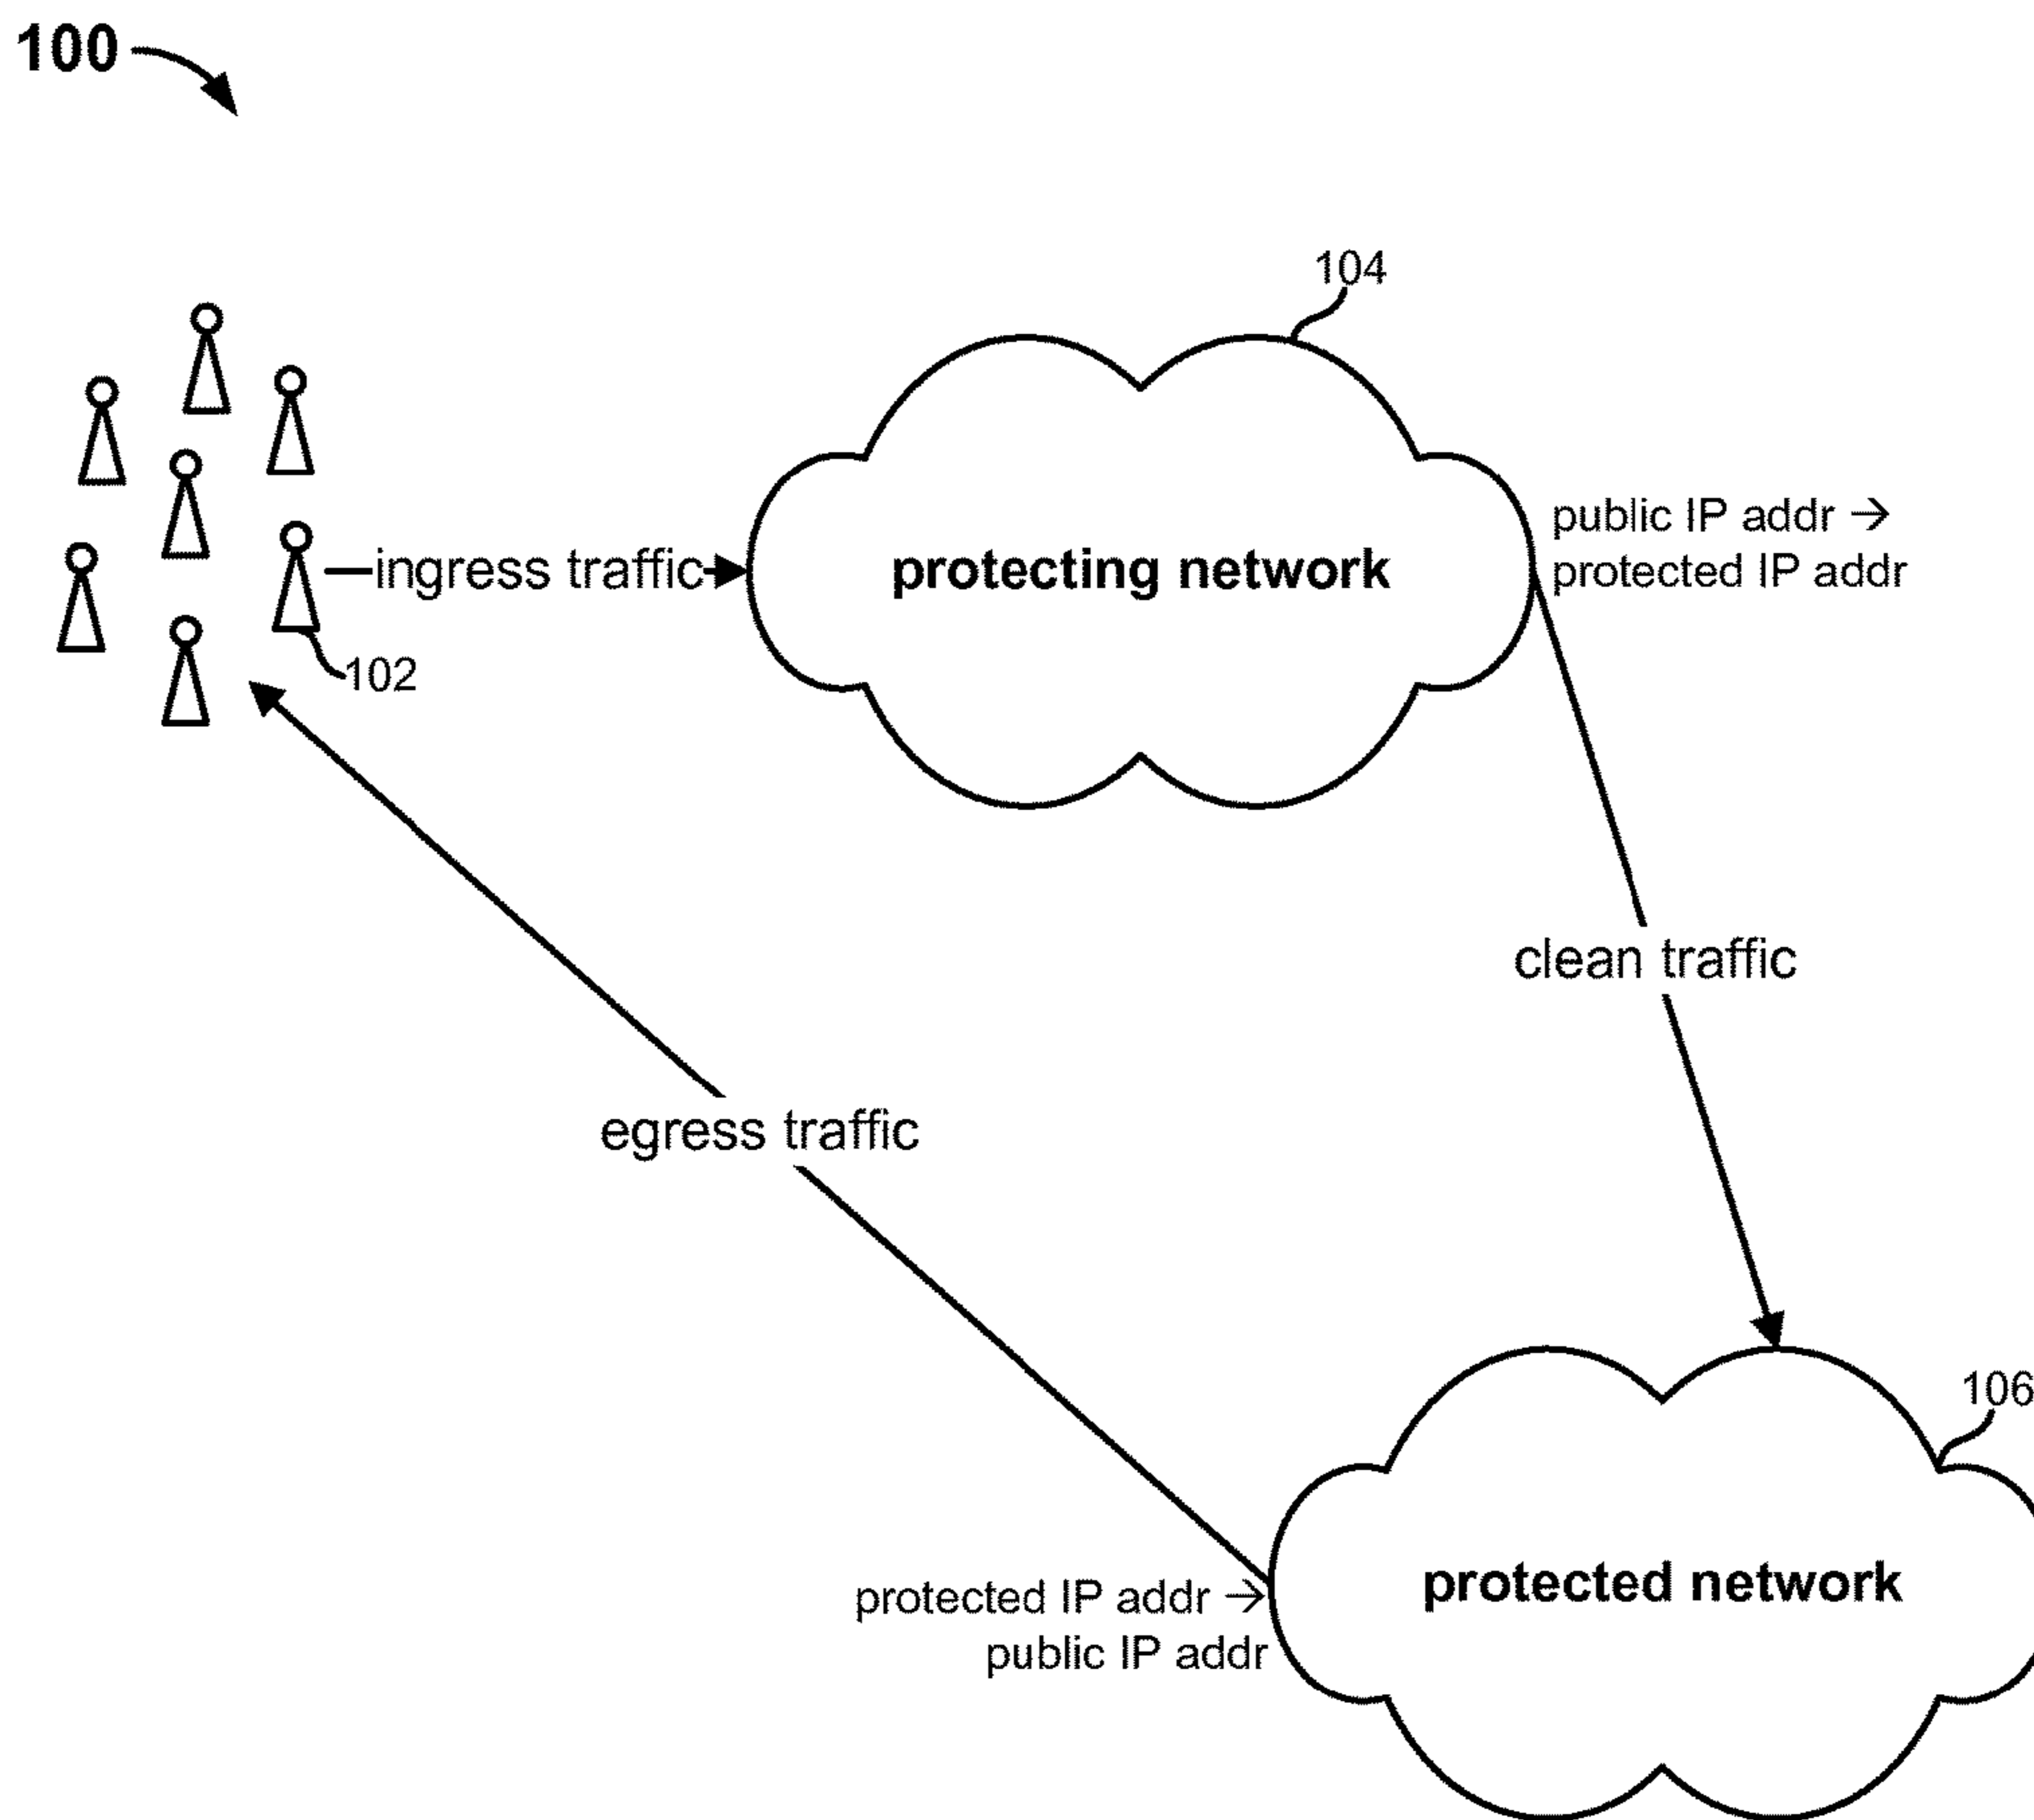 100
104
public IP addr →
protected IP addr
ingress traffic
protecting network
102
clean traffic
egress traffic
106
protected network
protected IP addr →
public IP addr